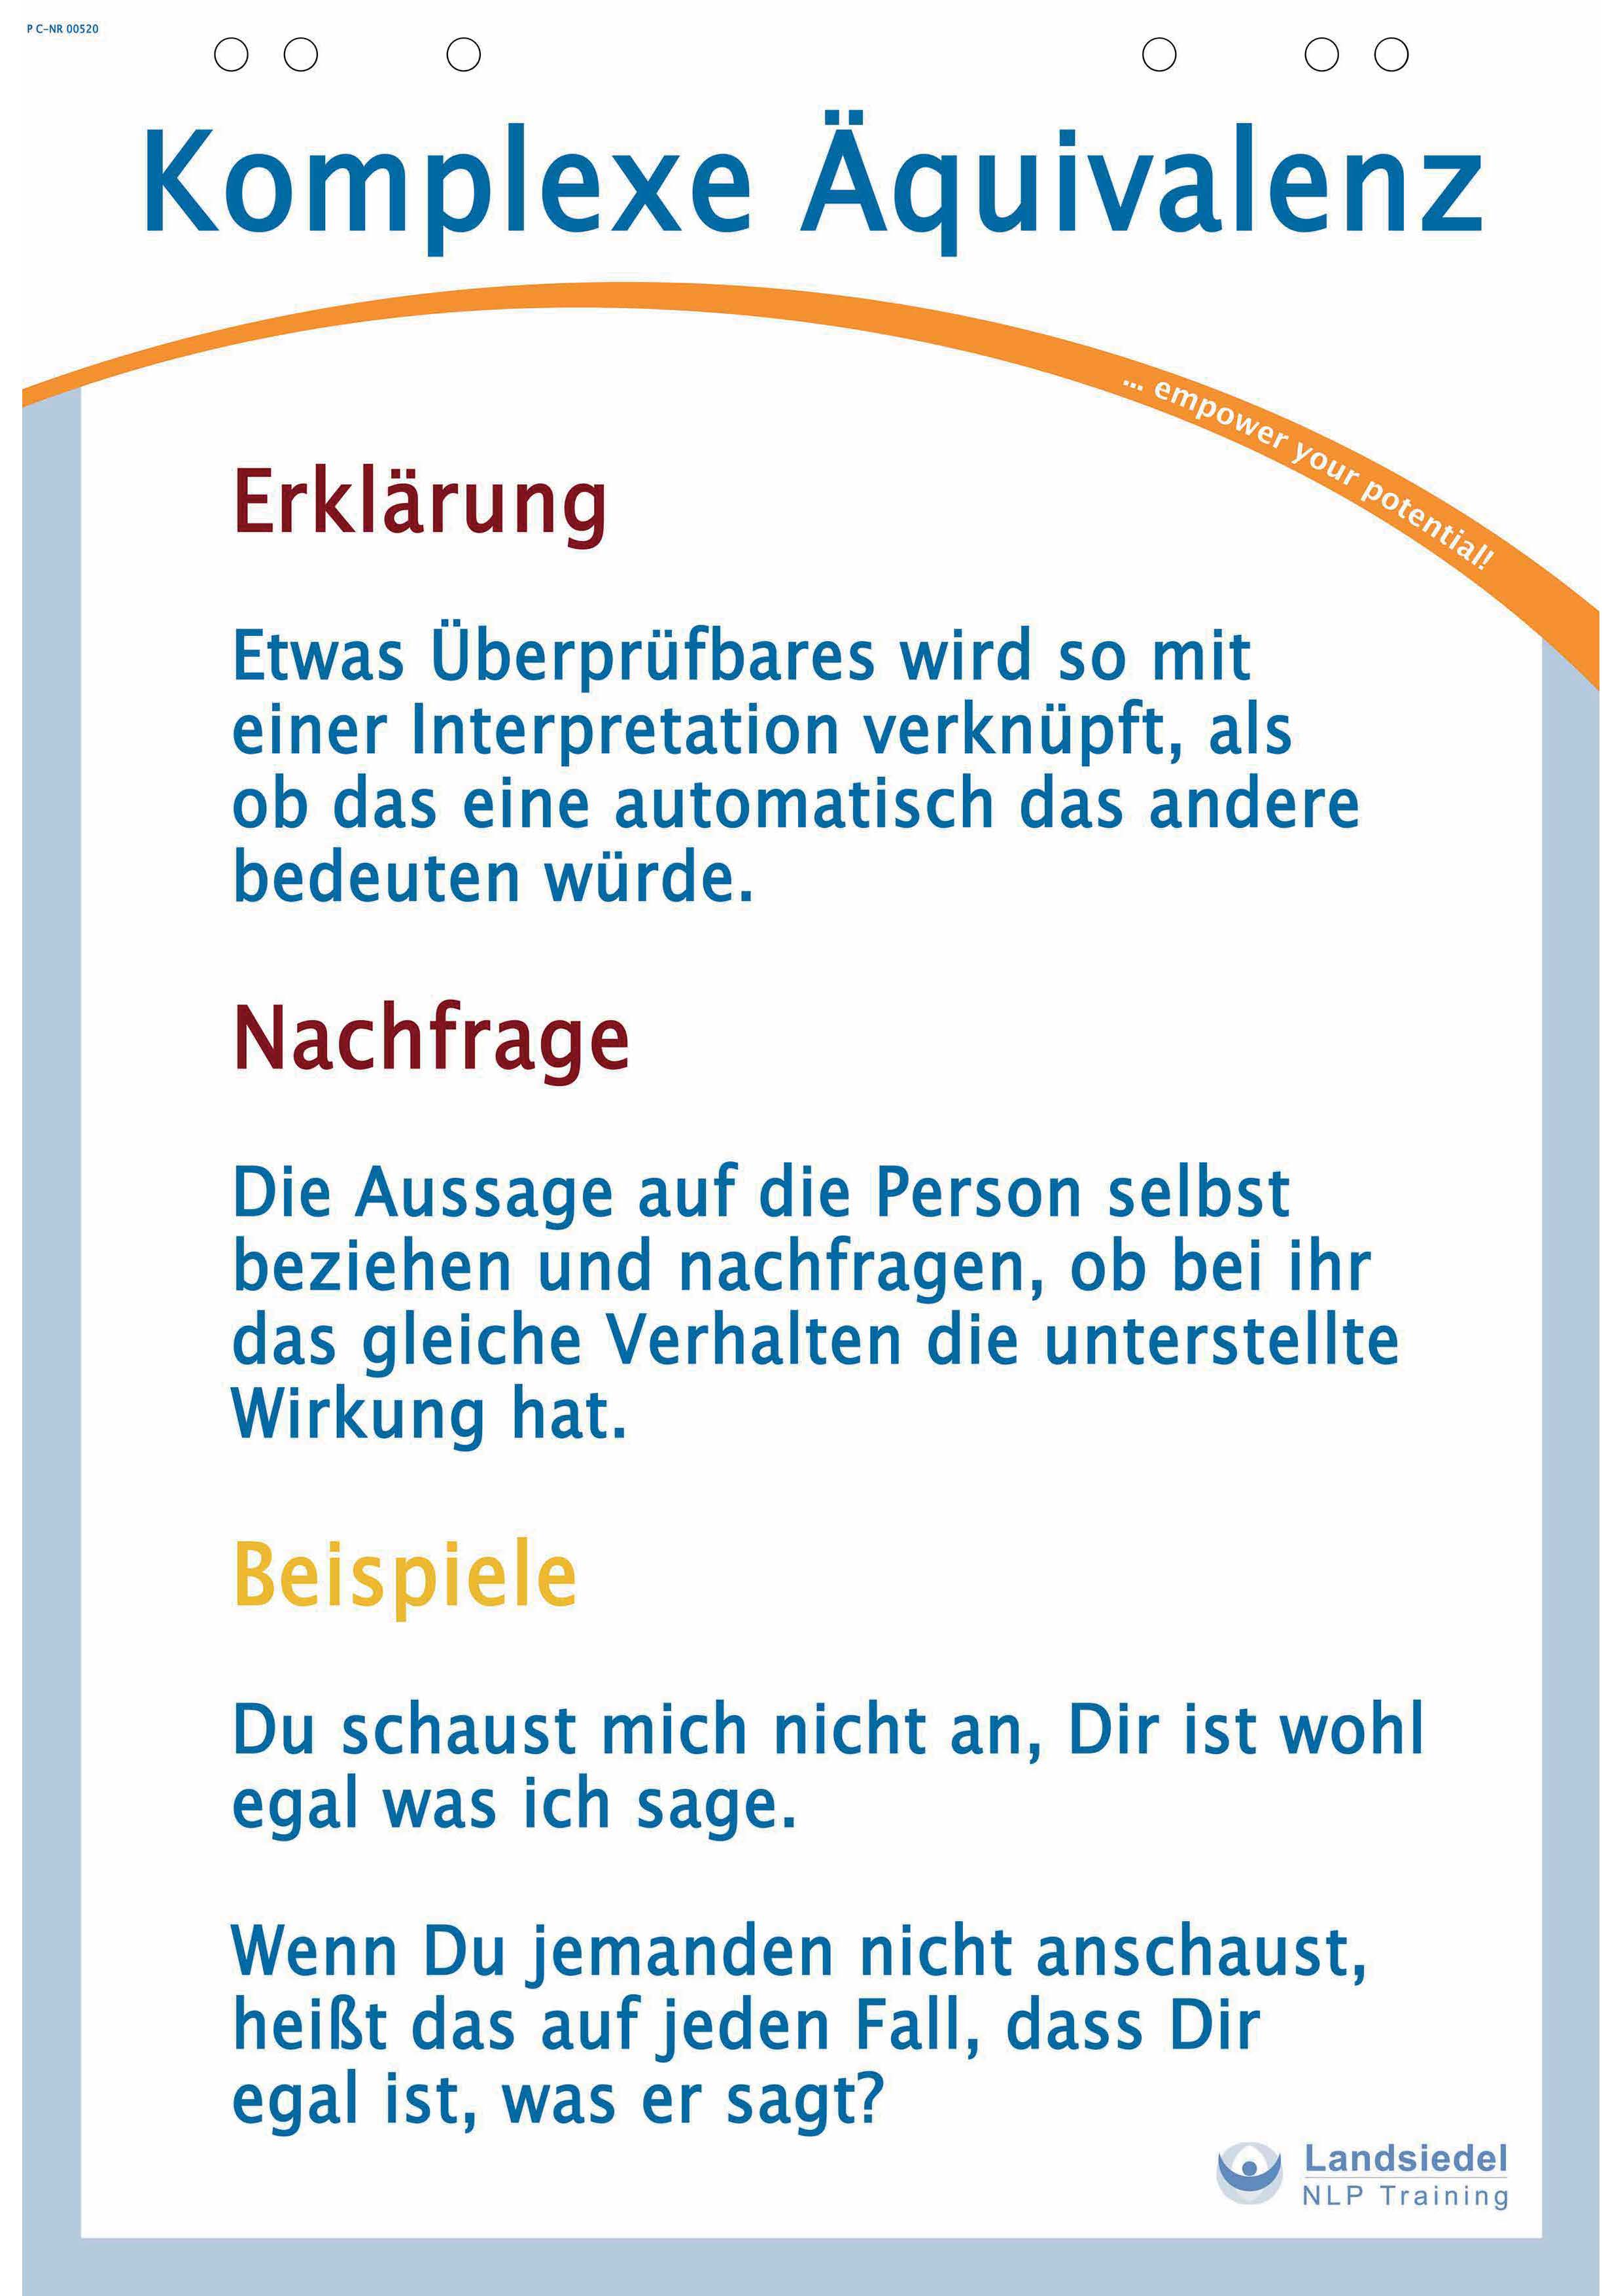 P C-NR 00520
Komplexe Äquivalenz
... empower your potential!
Erklärung
Etwas Überprüfbares wird so mit
einer Interpretation verknüpft, als
ob das eine automatisch das andere
bedeuten würde.
Nachfrage
Die Aussage auf die Person selbst
beziehen und nachfragen, ob bei ihr
das gleiche Verhalten die unterstellte
Wirkung hat.
Beispiele
Du schaust mich nicht an, Dir ist wohl
egal was ich sage.
Wenn Du jemanden nicht anschaust,
heißt das auf jeden Fall, dass Dir
egal ist, was er sagt?
Landsiedel
NLP Training